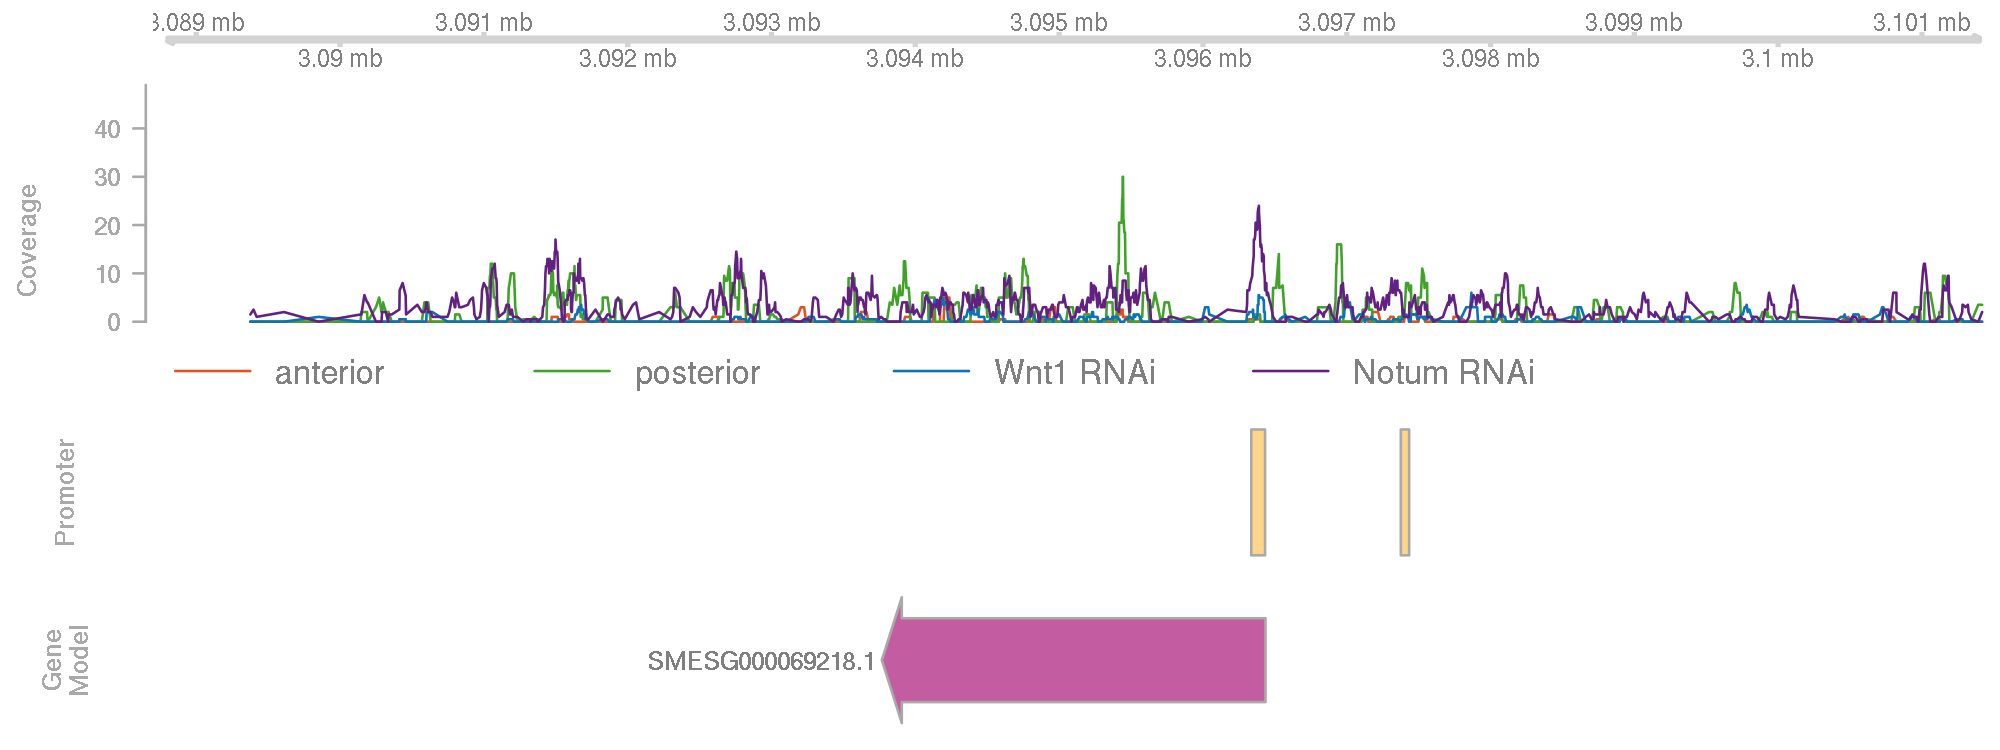 3.089 mb 3.091 mb 3.093 mb 3.095 mb 3.097 mb 3.099 mb 3.101 mb
3.09 mb 3.092 mb 3.094 mb 3.096 mb 3.098 mb 3.1 mb
Coverage
40
30
20
10
0
anterior posterior Wnt1 RNAi Notum RNAi
Promoter
Gene
Model
SMESG000069218.1